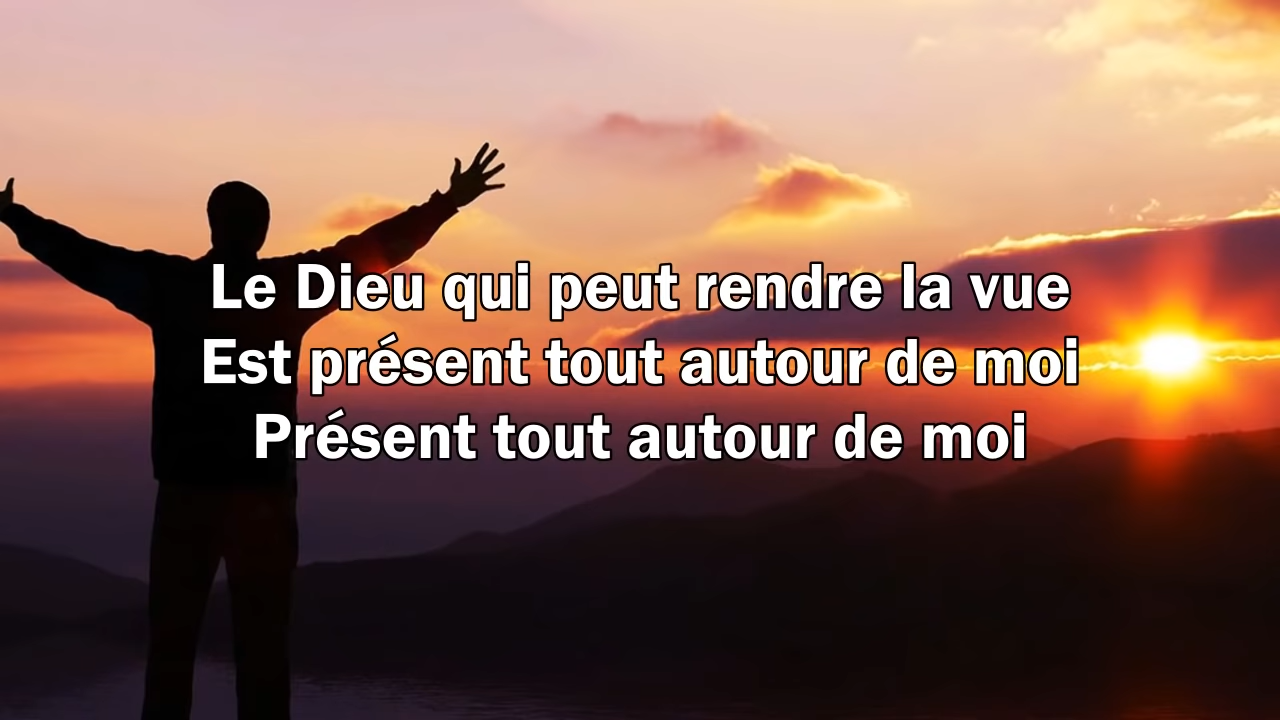 Le Dieu qui peut rendre la vue
Est présent tout autour de moi
Présent tout autour de moi